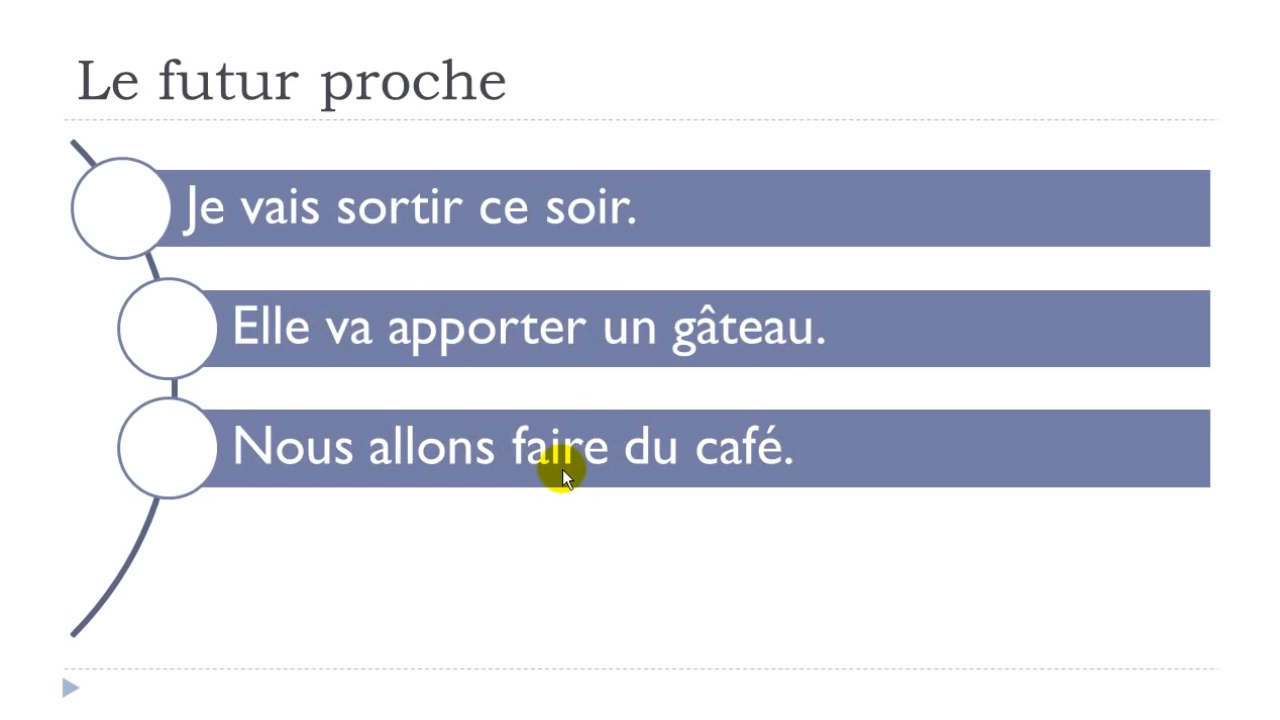 Le futur proche
Je vais sortir ce soir.
Elle va apporter un gâteau.
Nous allons faire du café.